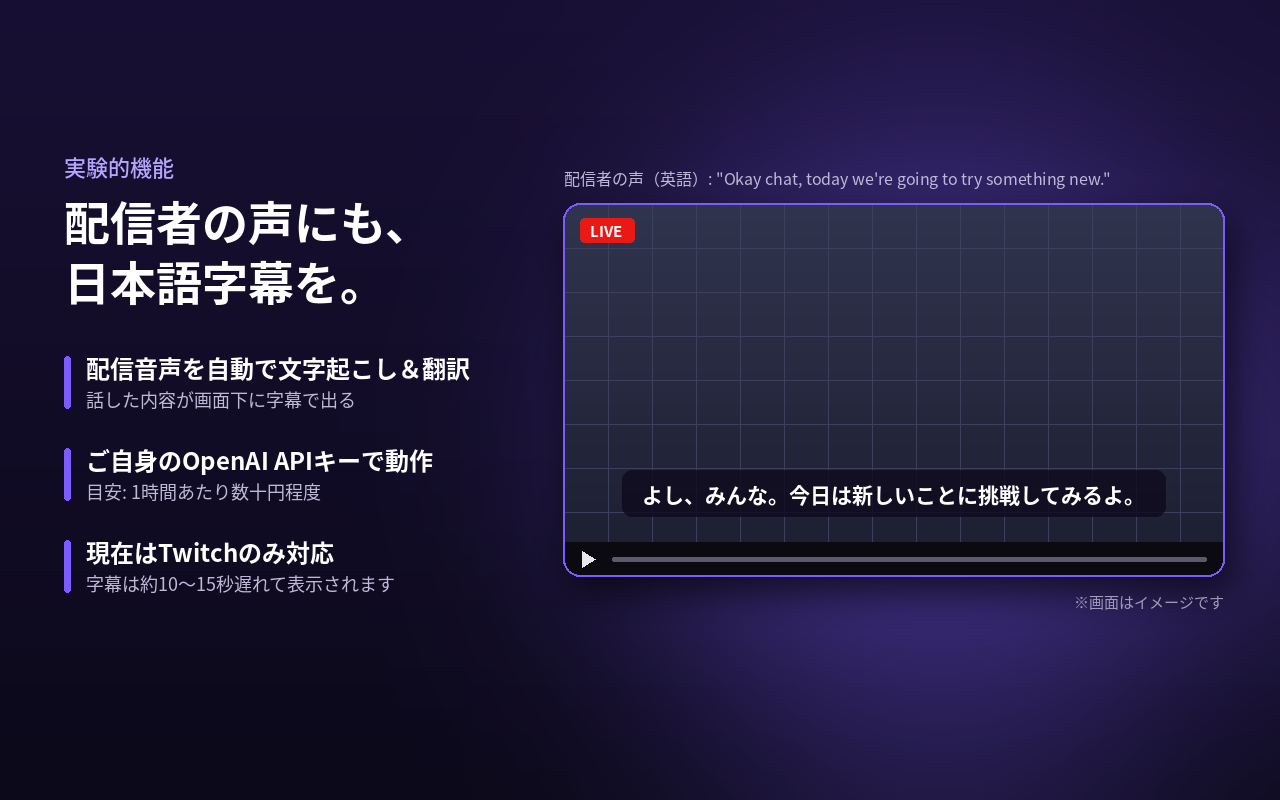 実験的機能
配信者の声にも、
日本語字幕を。
配信音声を自動で文字起こし＆翻訳
話した内容が画面下に字幕で出る
ご自身のOpenAI APIキーで動作
目安: 1時間あたり数十円程度
現在はTwitchのみ対応
字幕は約10〜15秒遅れて表示されます
配信者の声（英語）: "Okay chat, today we're going to try something new."
LIVE
よし、みんな。今日は新しいことに挑戦してみるよ。
※画面はイメージです